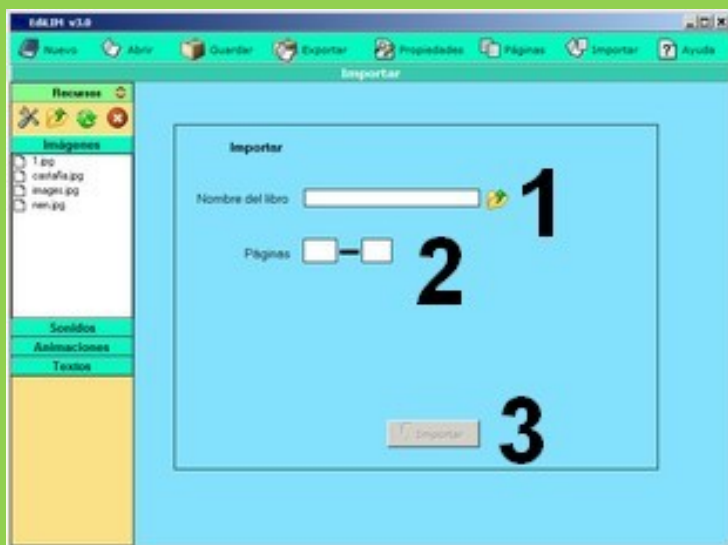 EdiLIM v3.0
Nuevo Abrir Guardar Exportar Propiedades Páginas Importar Ayuda
Importar
Recursos
Imágenes
1.jpg
castaña.jpg
images.jpg
nen.jpg
Sonidos
Animaciones
Textos
Importar
Nombre del libro 1
Páginas 2
Importar 3